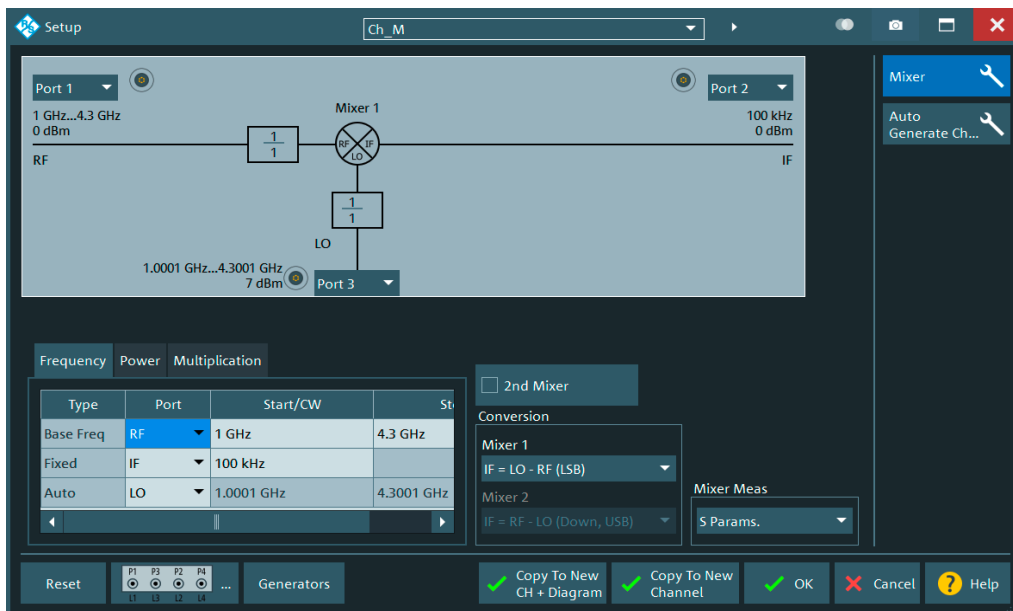 Setup
Ch_M
Port 1
1 GHz...4.3 GHz
0 dBm
RF
1
1
Mixer 1
RF IF
LO
Port 2
100 kHz
0 dBm
IF
1
1
LO
1.0001 GHz...4.3001 GHz
7 dBm
Port 3
Mixer
Auto
Generate Ch...
Frequency Power Multiplication
Type Port Start/CW
Base Freq RF 1 GHz 4.3 GHz
Fixed IF 100 kHz
Auto LO 1.0001 GHz 4.3001 GHz
2nd Mixer
Conversion
Mixer 1
IF = LO - RF (LSB)
Mixer 2
IF = RF - LO (Down, USB)
Mixer Meas
S Params.
Reset
P1 P3 P2 P4
L1 L3 L2 L4
...
Generators
Copy To New
CH + Diagram
Copy To New
Channel
OK
Cancel
? Help